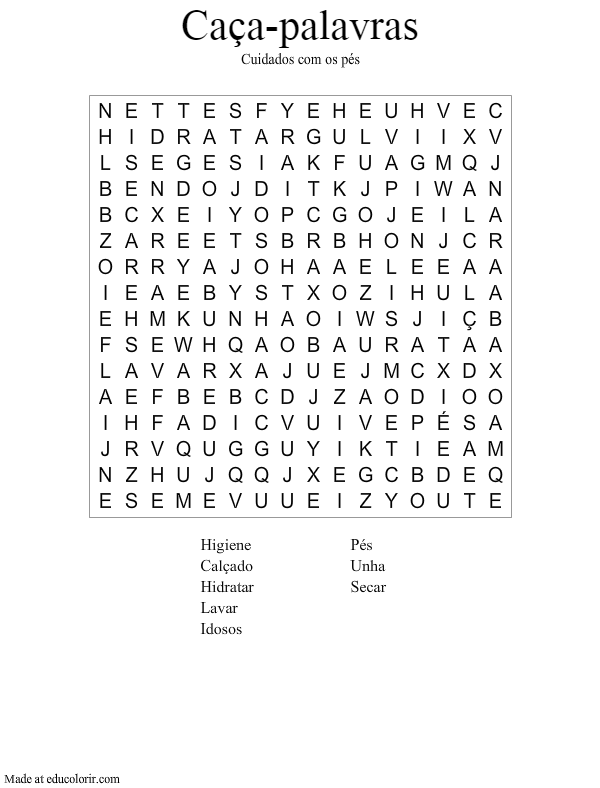 Caça-palavras
Cuidados com os pés
N E T T E S F Y E H E U H V E C
H I D R A T A R G U L V I I X V
L S E G E S I A K F U A G M Q J
B E N D O J D I T K J P I W A N
B C X E I Y O P C G O J E I L A
Z A R E E T S B R B H O N J C R
O R R Y A J O H A A E L E E A A
I E A E B Y S T X O Z I H U L A
E H M K U N H A O I W S J I Ç B
F S E W H Q A O B A U R A T A A
L A V A R X A J U E J M C X D X
A E F B E B C D J Z A O D I O O
I H F A D I C V U I V E P É S A
J R V Q U G G U Y I K T I E A M
N Z H U J Q Q J X E G C B D E Q
E S E M E V U U E I Z Y O U T E
Higiene Pés
Calçado Unha
Hidratar Secar
Lavar
Idosos
Made at educolorir.com